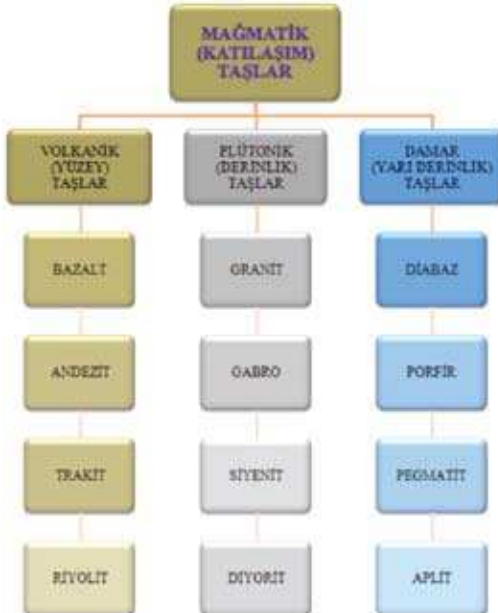 MAĞMATİK
(KATILAŞIM)
TAŞLAR
VOLKANİK
(YÜZEY)
TAŞLAR
PLÜTONİK
(DERİNLİK)
TAŞLAR
DAMAR
(YARI DERİNLİK)
TAŞLAR
BAZALT
GRANİT
DİABAZ
ANDEZİT
GABRO
PORFİR
TRAKİT
SİYENİT
PEGMATİT
RİYOLİT
DİYORİT
APLİT